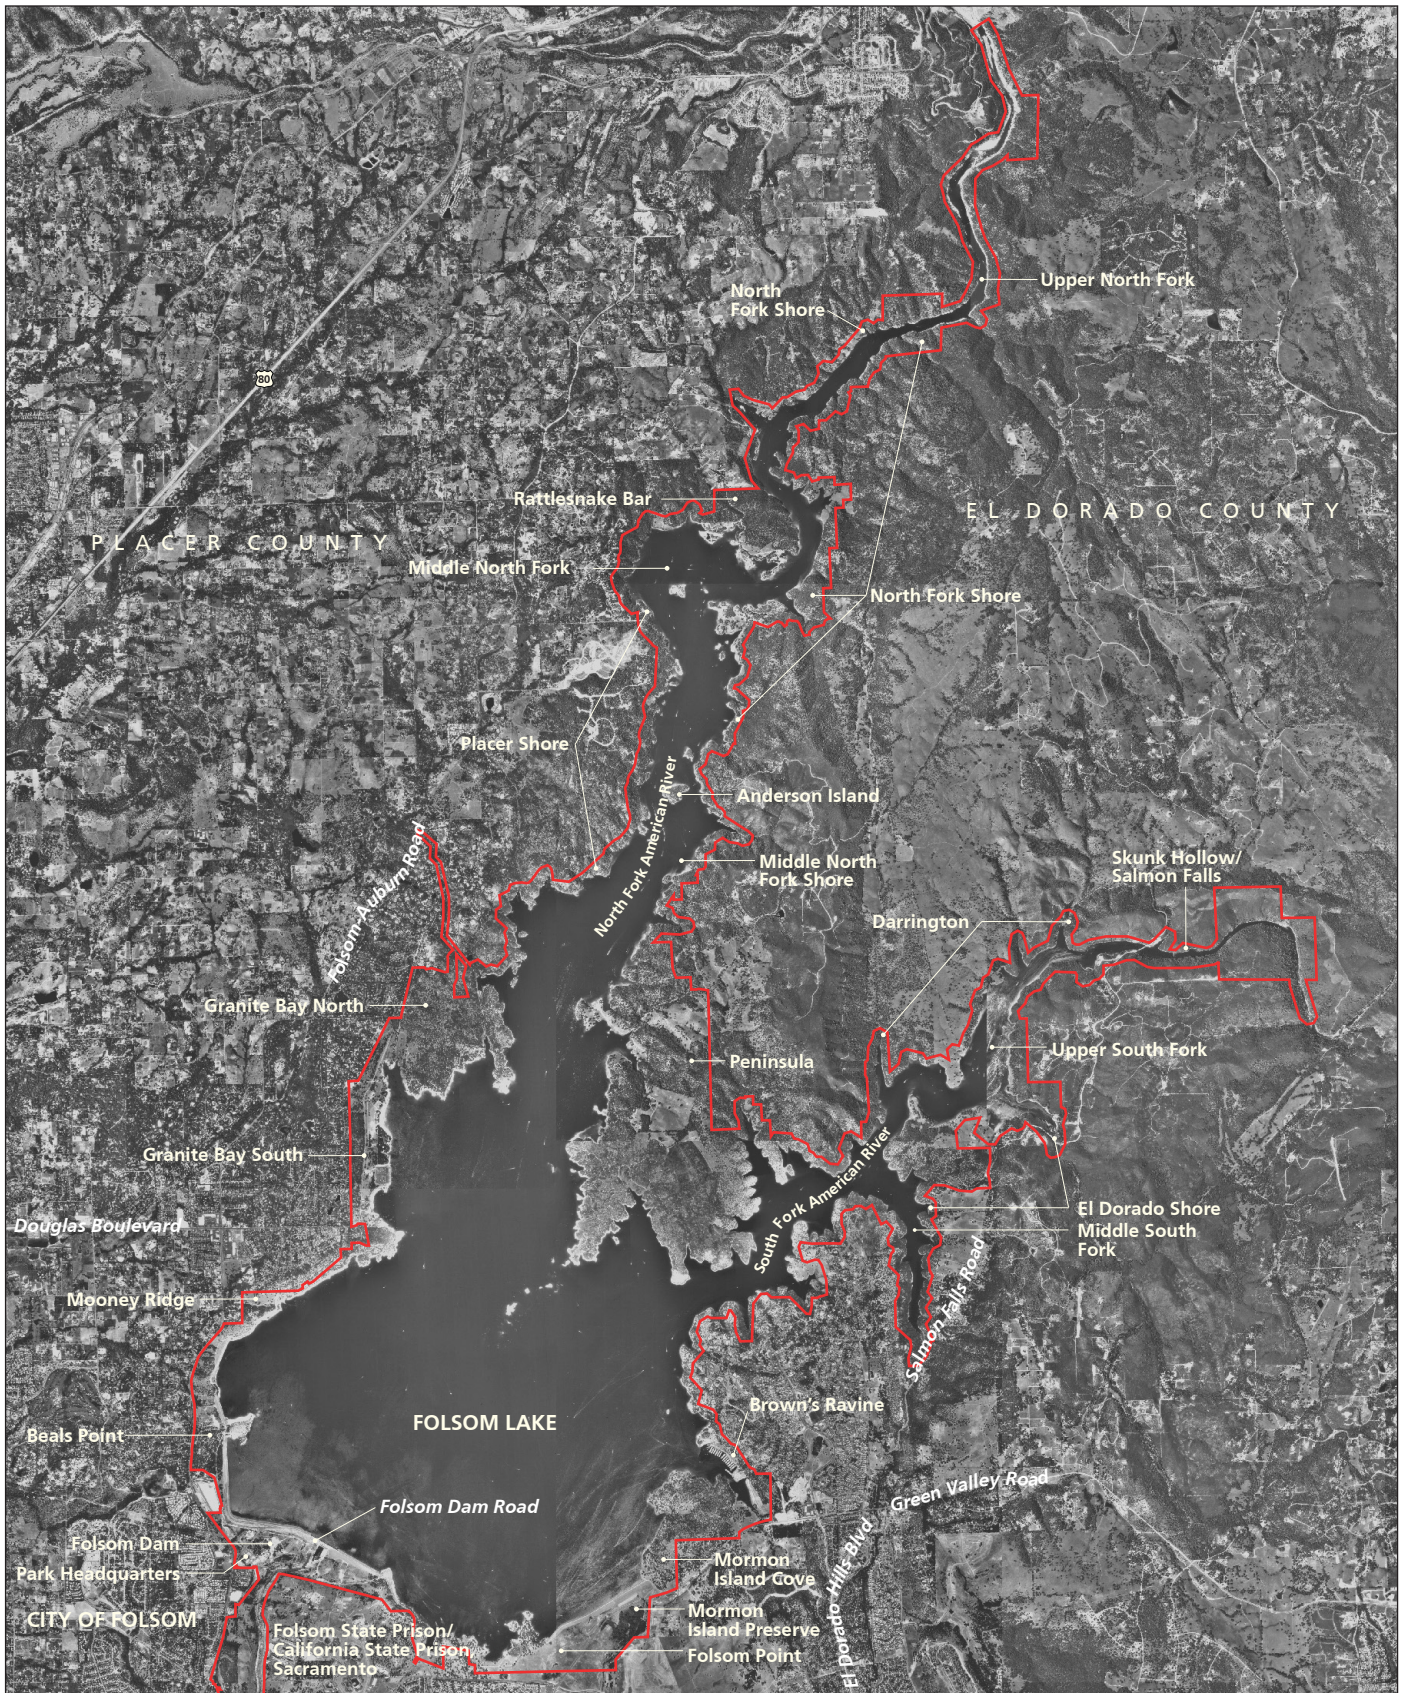 Upper North Fork
North
Fork Shore
80
Rattlesnake Bar
EL DORADO COUNTY
PLACER COUNTY
Middle North Fork
North Fork Shore
Placer Shore
North Fork American River
Anderson Island
Folsom-Auburn Road
Middle North
Fork Shore
Skunk Hollow/
Salmon Falls
Darrington
Granite Bay North
Upper South Fork
Peninsula
Granite Bay South
South Fork American River
El Dorado Shore
Middle South
Fork
Douglas Boulevard
Salmon Falls Road
Mooney Ridge
Brown's Ravine
FOLSOM LAKE
Beals Point
Green Valley Road
Folsom Dam Road
Folsom Dam
Park Headquarters
Mormon
Island Cove
El Dorado Hills Blvd
CITY OF FOLSOM
Mormon
Island Preserve
Folsom State Prison/
California State Prison,
Sacramento
Folsom Point